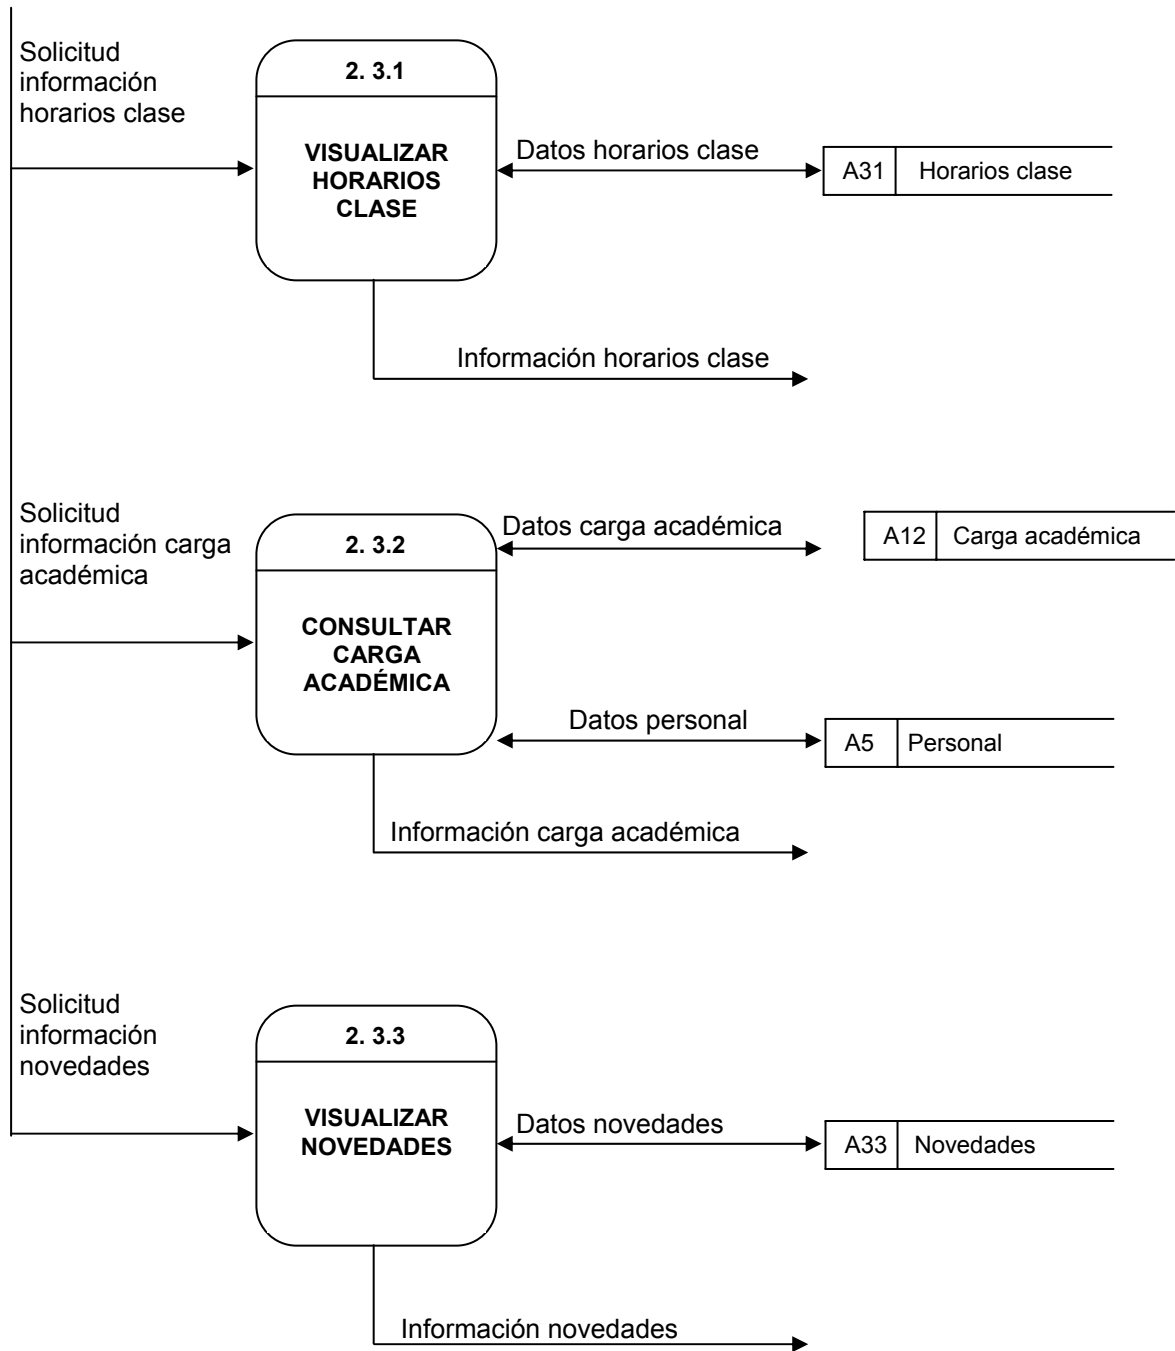 Solicitud
información
horarios clase
2. 3.1
VISUALIZAR
HORARIOS
CLASE
Datos horarios clase
A31 Horarios clase
Información horarios clase
Solicitud
información carga
académica
2. 3.2
CONSULTAR
CARGA
ACADÉMICA
Datos carga académica
A12 Carga académica
Datos personal
A5 Personal
Información carga académica
Solicitud
información
novedades
2. 3.3
VISUALIZAR
NOVEDADES
Datos novedades
A33 Novedades
Información novedades